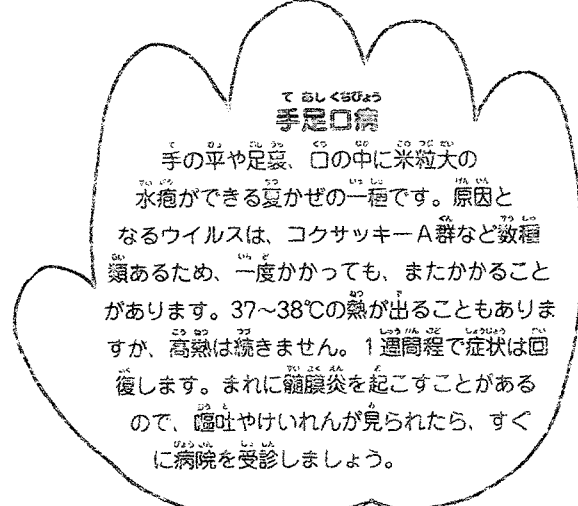 て あし くちびょう
手足口病
手の平や足裏、口の中に米粒大の
水疱ができる夏かぜの一種です。原因と
なるウイルスは、コクサッキーA群など数種
類あるため、一度かかっても、またかかること
があります。37〜38℃の熱が出ることもありま
すが、高熱は続きません。1週間程で症状は回
復します。まれに髄膜炎を起こすことがある
ので、嘔吐やけいれんが見られたら、すぐ
に病院を受診しましょう。